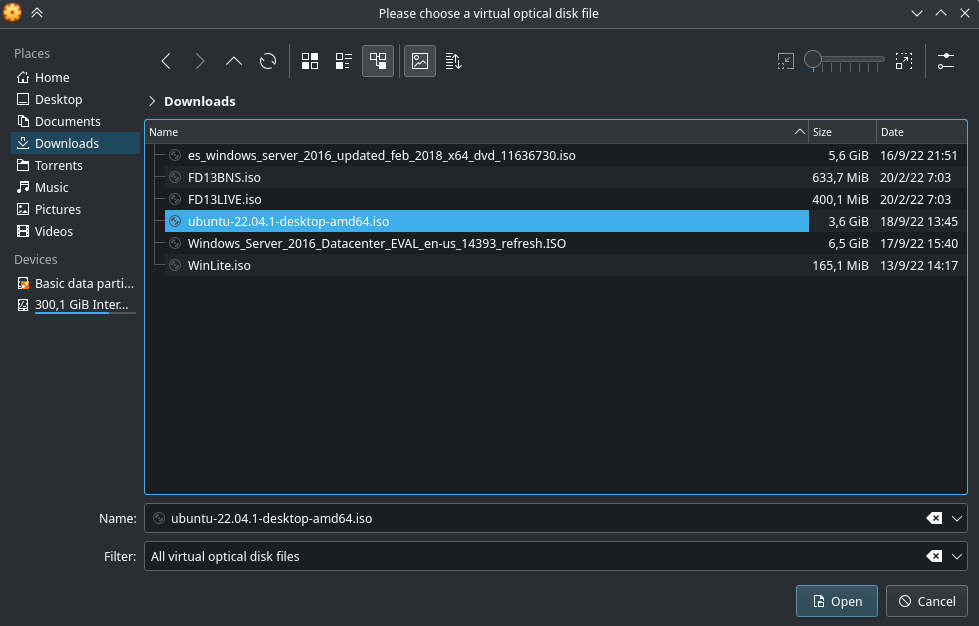 Please choose a virtual optical disk file
Places
Home
Desktop
Documents
Downloads
Torrents
Music
Pictures
Videos
Devices
Basic data parti...
300,1 GiB Inter...
Downloads
Name Size Date
es_windows_server_2016_updated_feb_2018_x64_dvd_11636730.iso 5,6 GiB 16/9/22 21:51
FD13BNS.iso 633,7 MiB 20/2/22 7:03
FD13LIVE.iso 400,1 MiB 20/2/22 7:03
ubuntu-22.04.1-desktop-amd64.iso 3,6 GiB 18/9/22 13:45
Windows_Server_2016_Datacenter_EVAL_en-us_14393_refresh.ISO 6,5 GiB 17/9/22 15:40
WinLite.iso 165,1 MiB 13/9/22 14:17
Name: ubuntu-22.04.1-desktop-amd64.iso
Filter: All virtual optical disk files
Open Cancel